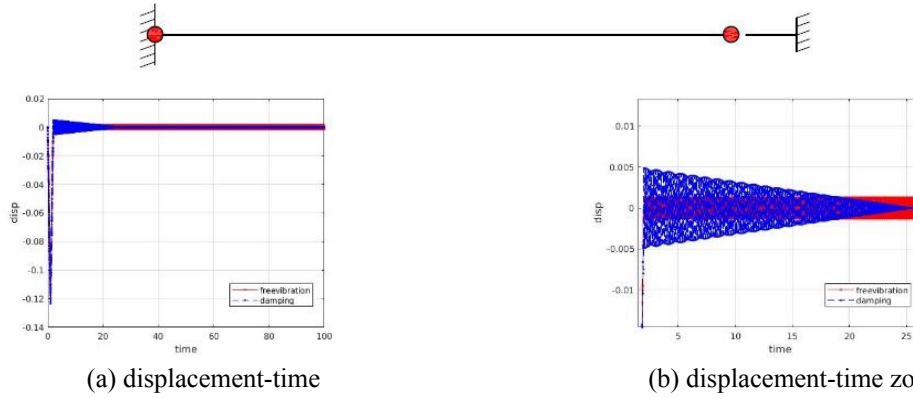 0.02
0
-0.02
-0.04
-0.06
-0.08
-0.1
-0.12
-0.14
disp
0 20 40 60 80 100
time
freevibration
damping
0.01
0.005
0
-0.005
-0.01
disp
5 10 15 20 25
time
freevibration
damping
(a) displacement-time
(b) displacement-time zo